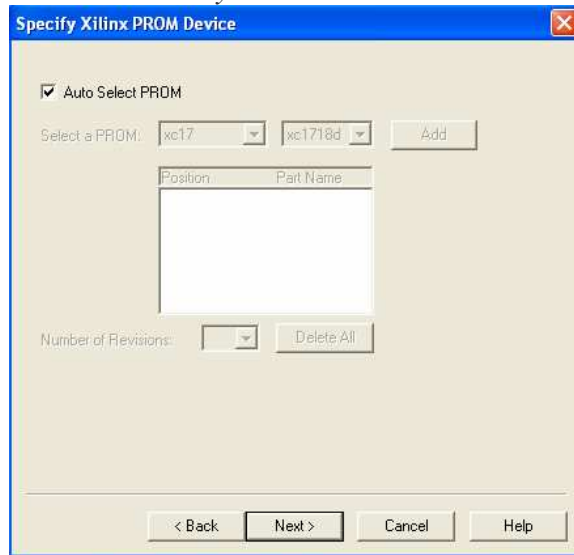 Specify Xilinx PROM Device
Auto Select PROM
Select a PROM: xc17 xc1718d Add
Position Part Name
Number of Revisions: Delete All
< Back Next > Cancel Help